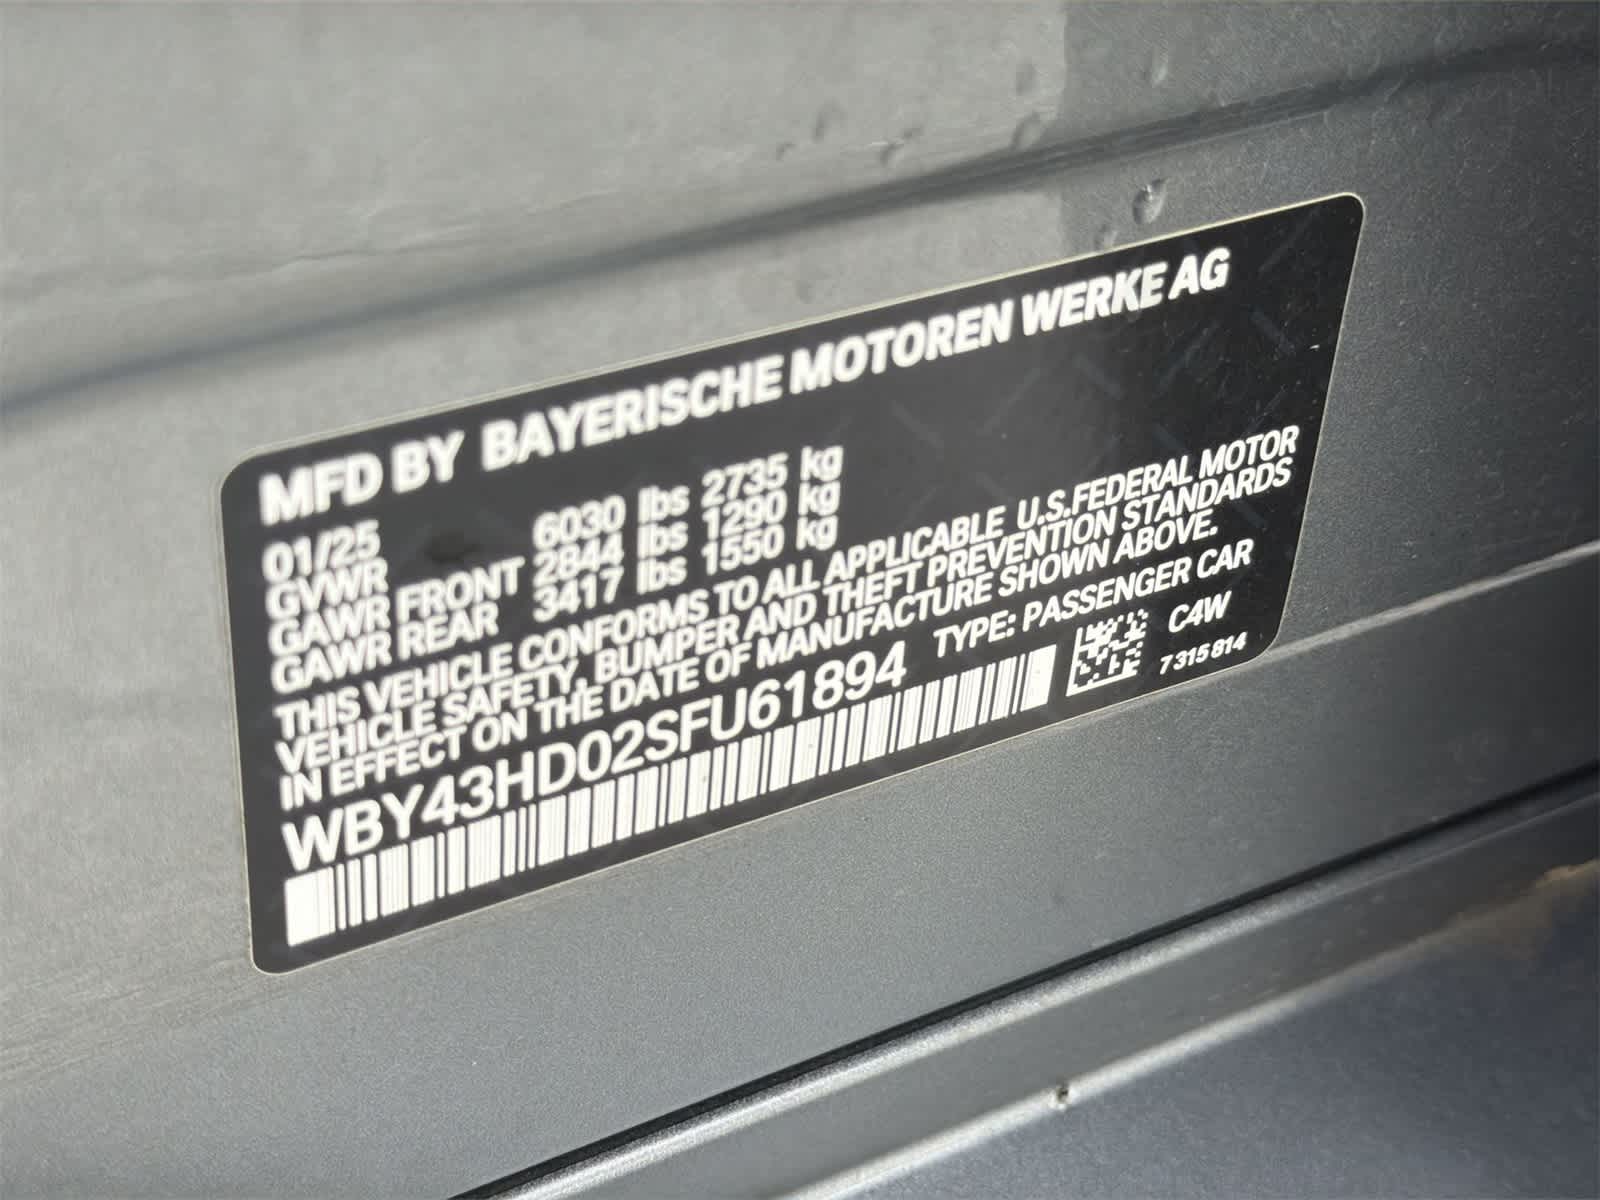 MFD BY BAYERISCHE MOTOREN WERKE AG
01/25
GVWR 6030 lbs 2735 kg
GAWR FRONT 2844 lbs 1290 kg
GAWR REAR 3417 lbs 1550 kg
THIS VEHICLE CONFORMS TO ALL APPLICABLE U.S.FEDERAL MOTOR
VEHICLE SAFETY, BUMPER AND THEFT PREVENTION STANDARDS
IN EFFECT ON THE DATE OF MANUFACTURE SHOWN ABOVE.
WBY43HD02SFU61894 TYPE: PASSENGER CAR
C4W
7 315 814